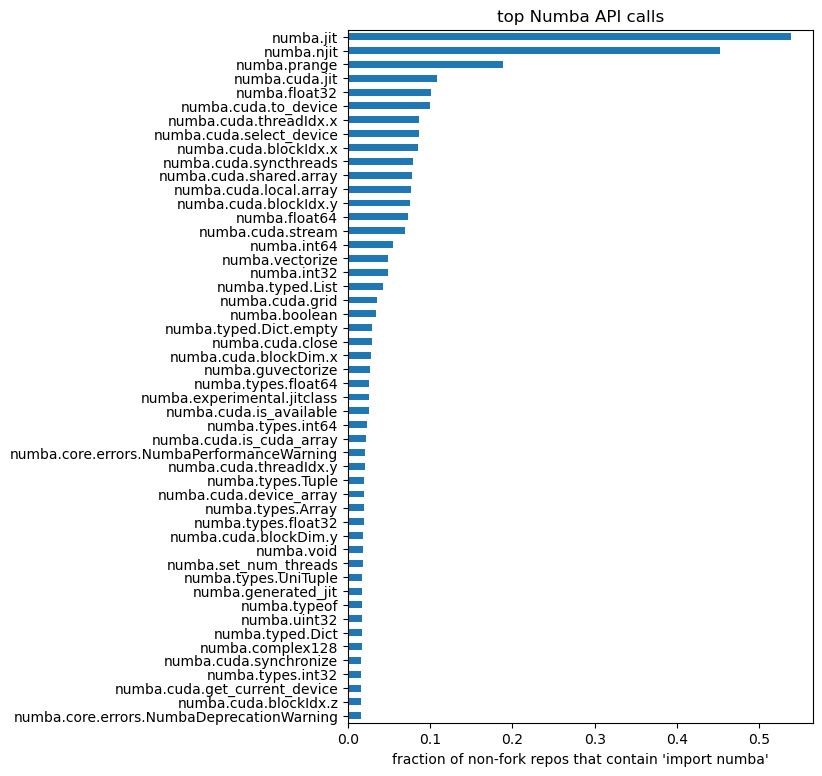 top Numba API calls
numba.jit
numba.njit
numba.prange
numba.cuda.jit
numba.float32
numba.cuda.to_device
numba.cuda.threadIdx.x
numba.cuda.select_device
numba.cuda.blockIdx.x
numba.cuda.syncthreads
numba.cuda.shared.array
numba.cuda.local.array
numba.cuda.blockIdx.y
numba.float64
numba.cuda.stream
numba.int64
numba.vectorize
numba.int32
numba.typed.List
numba.cuda.grid
numba.boolean
numba.typed.Dict.empty
numba.cuda.close
numba.cuda.blockDim.x
numba.guvectorize
numba.types.float64
numba.experimental.jitclass
numba.cuda.is_available
numba.types.int64
numba.cuda.is_cuda_array
numba.core.errors.NumbaPerformanceWarning
numba.cuda.threadIdx.y
numba.types.Tuple
numba.cuda.device_array
numba.types.Array
numba.types.float32
numba.cuda.blockDim.y
numba.void
numba.set_num_threads
numba.types.UniTuple
numba.generated_jit
numba.typeof
numba.uint32
numba.typed.Dict
numba.complex128
numba.cuda.synchronize
numba.types.int32
numba.cuda.get_current_device
numba.cuda.blockIdx.z
numba.core.errors.NumbaDeprecationWarning
0.0 0.1 0.2 0.3 0.4 0.5
fraction of non-fork repos that contain 'import numba'